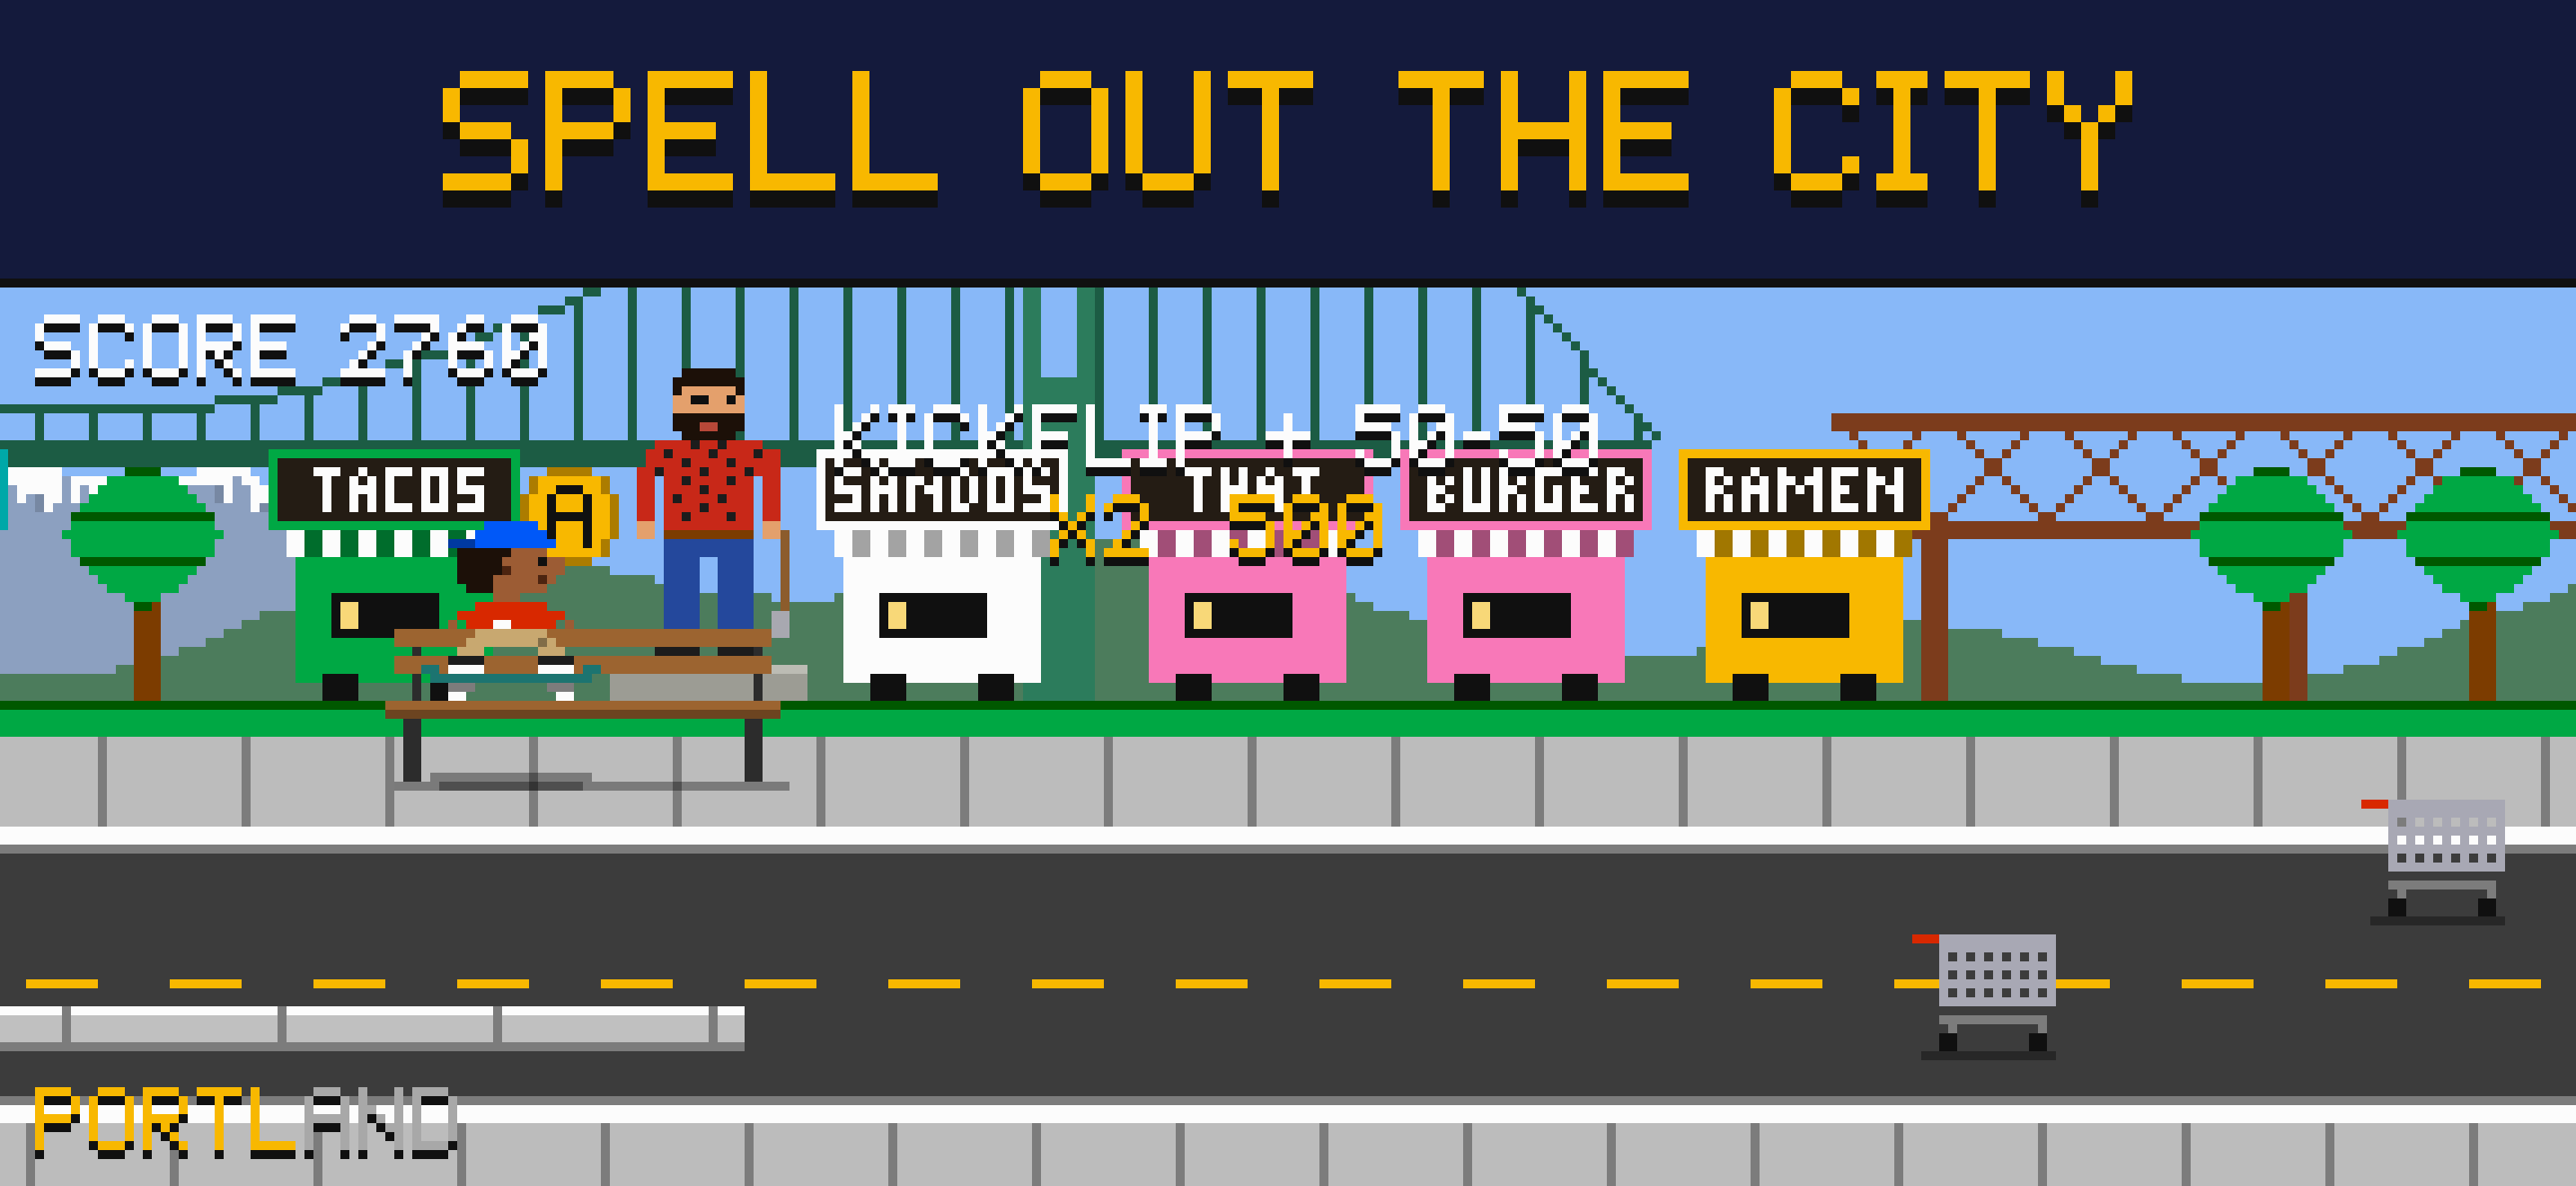 SPELL OUT THE CITY
SCORE 2760
KICKFLIP + 50-50
X2 500
TACOS
A
SANDOS
THAI
BURGER
RAMEN
PORTLAND